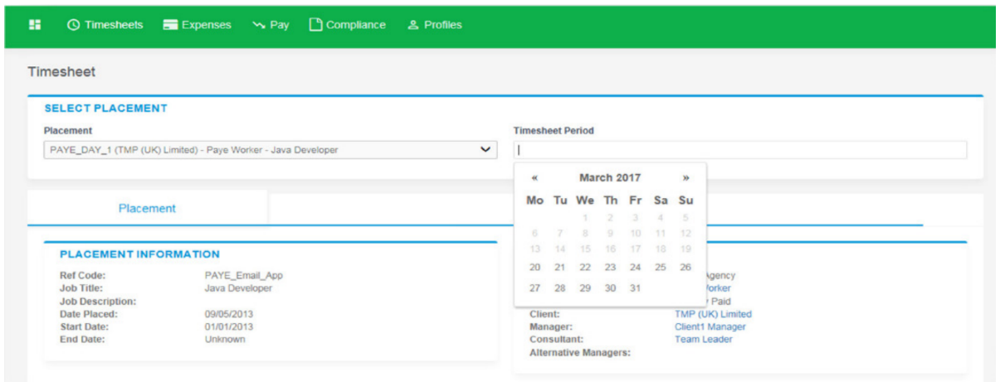 Timesheets Expenses Pay Compliance Profiles
Timesheet
SELECT PLACEMENT
Placement
PAYE_DAY_1 (TMP (UK) Limited) - Paye Worker - Java Developer
Timesheet Period
« March 2017 »
Mo Tu We Th Fr Sa Su
1 2 3 4 5
6 7 8 9 10 11 12
13 14 15 16 17 18 19
20 21 22 23 24 25 26
27 28 29 30 31
Placement
PLACEMENT INFORMATION
Ref Code: PAYE_Email_App
Job Title: Java Developer
Job Description:
Date Placed: 09/05/2013
Start Date: 01/01/2013
End Date: Unknown
Paid
Client: TMP (UK) Limited
Manager: Client1 Manager
Consultant: Team Leader
Alternative Managers: